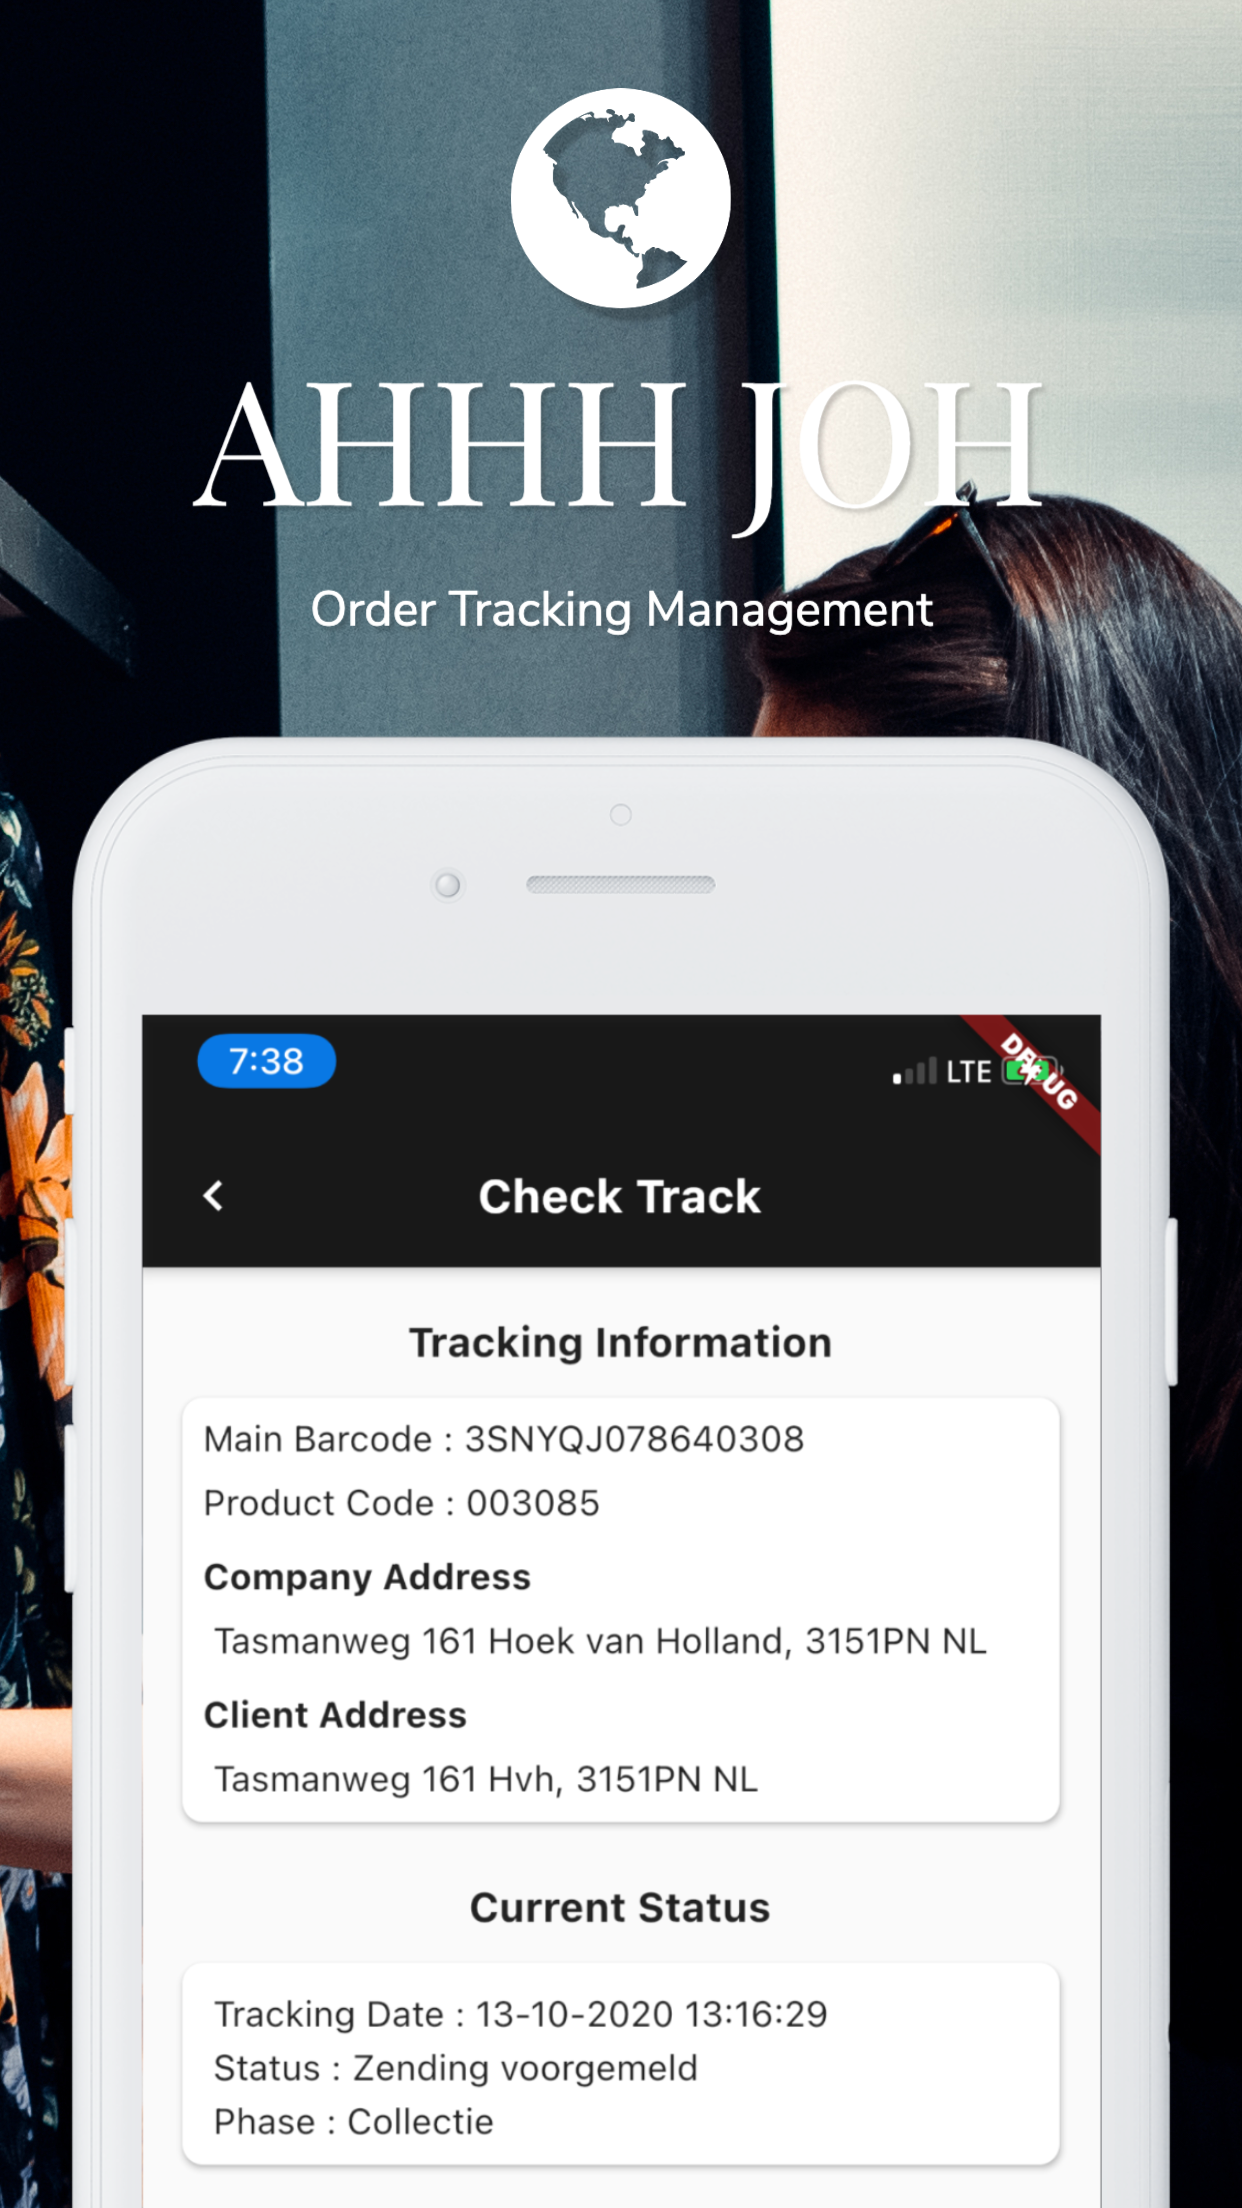 AHHH JOH
Order Tracking Management
7:38
LTE
DEBUG
Check Track
Tracking Information
Main Barcode : 3SNYQJ078640308
Product Code : 003085
Company Address
Tasmanweg 161 Hoek van Holland, 3151PN NL
Client Address
Tasmanweg 161 Hvh, 3151PN NL
Current Status
Tracking Date : 13-10-2020 13:16:29
Status : Zending voorgemeld
Phase : Collectie